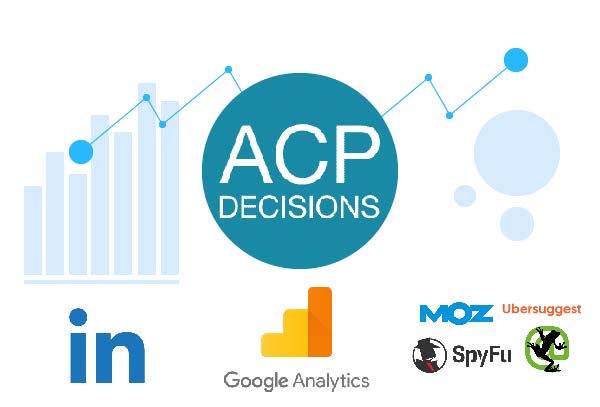 ACP
DECISIONS
in
Google Analytics
MOZ
Ubersuggest
SpyFu